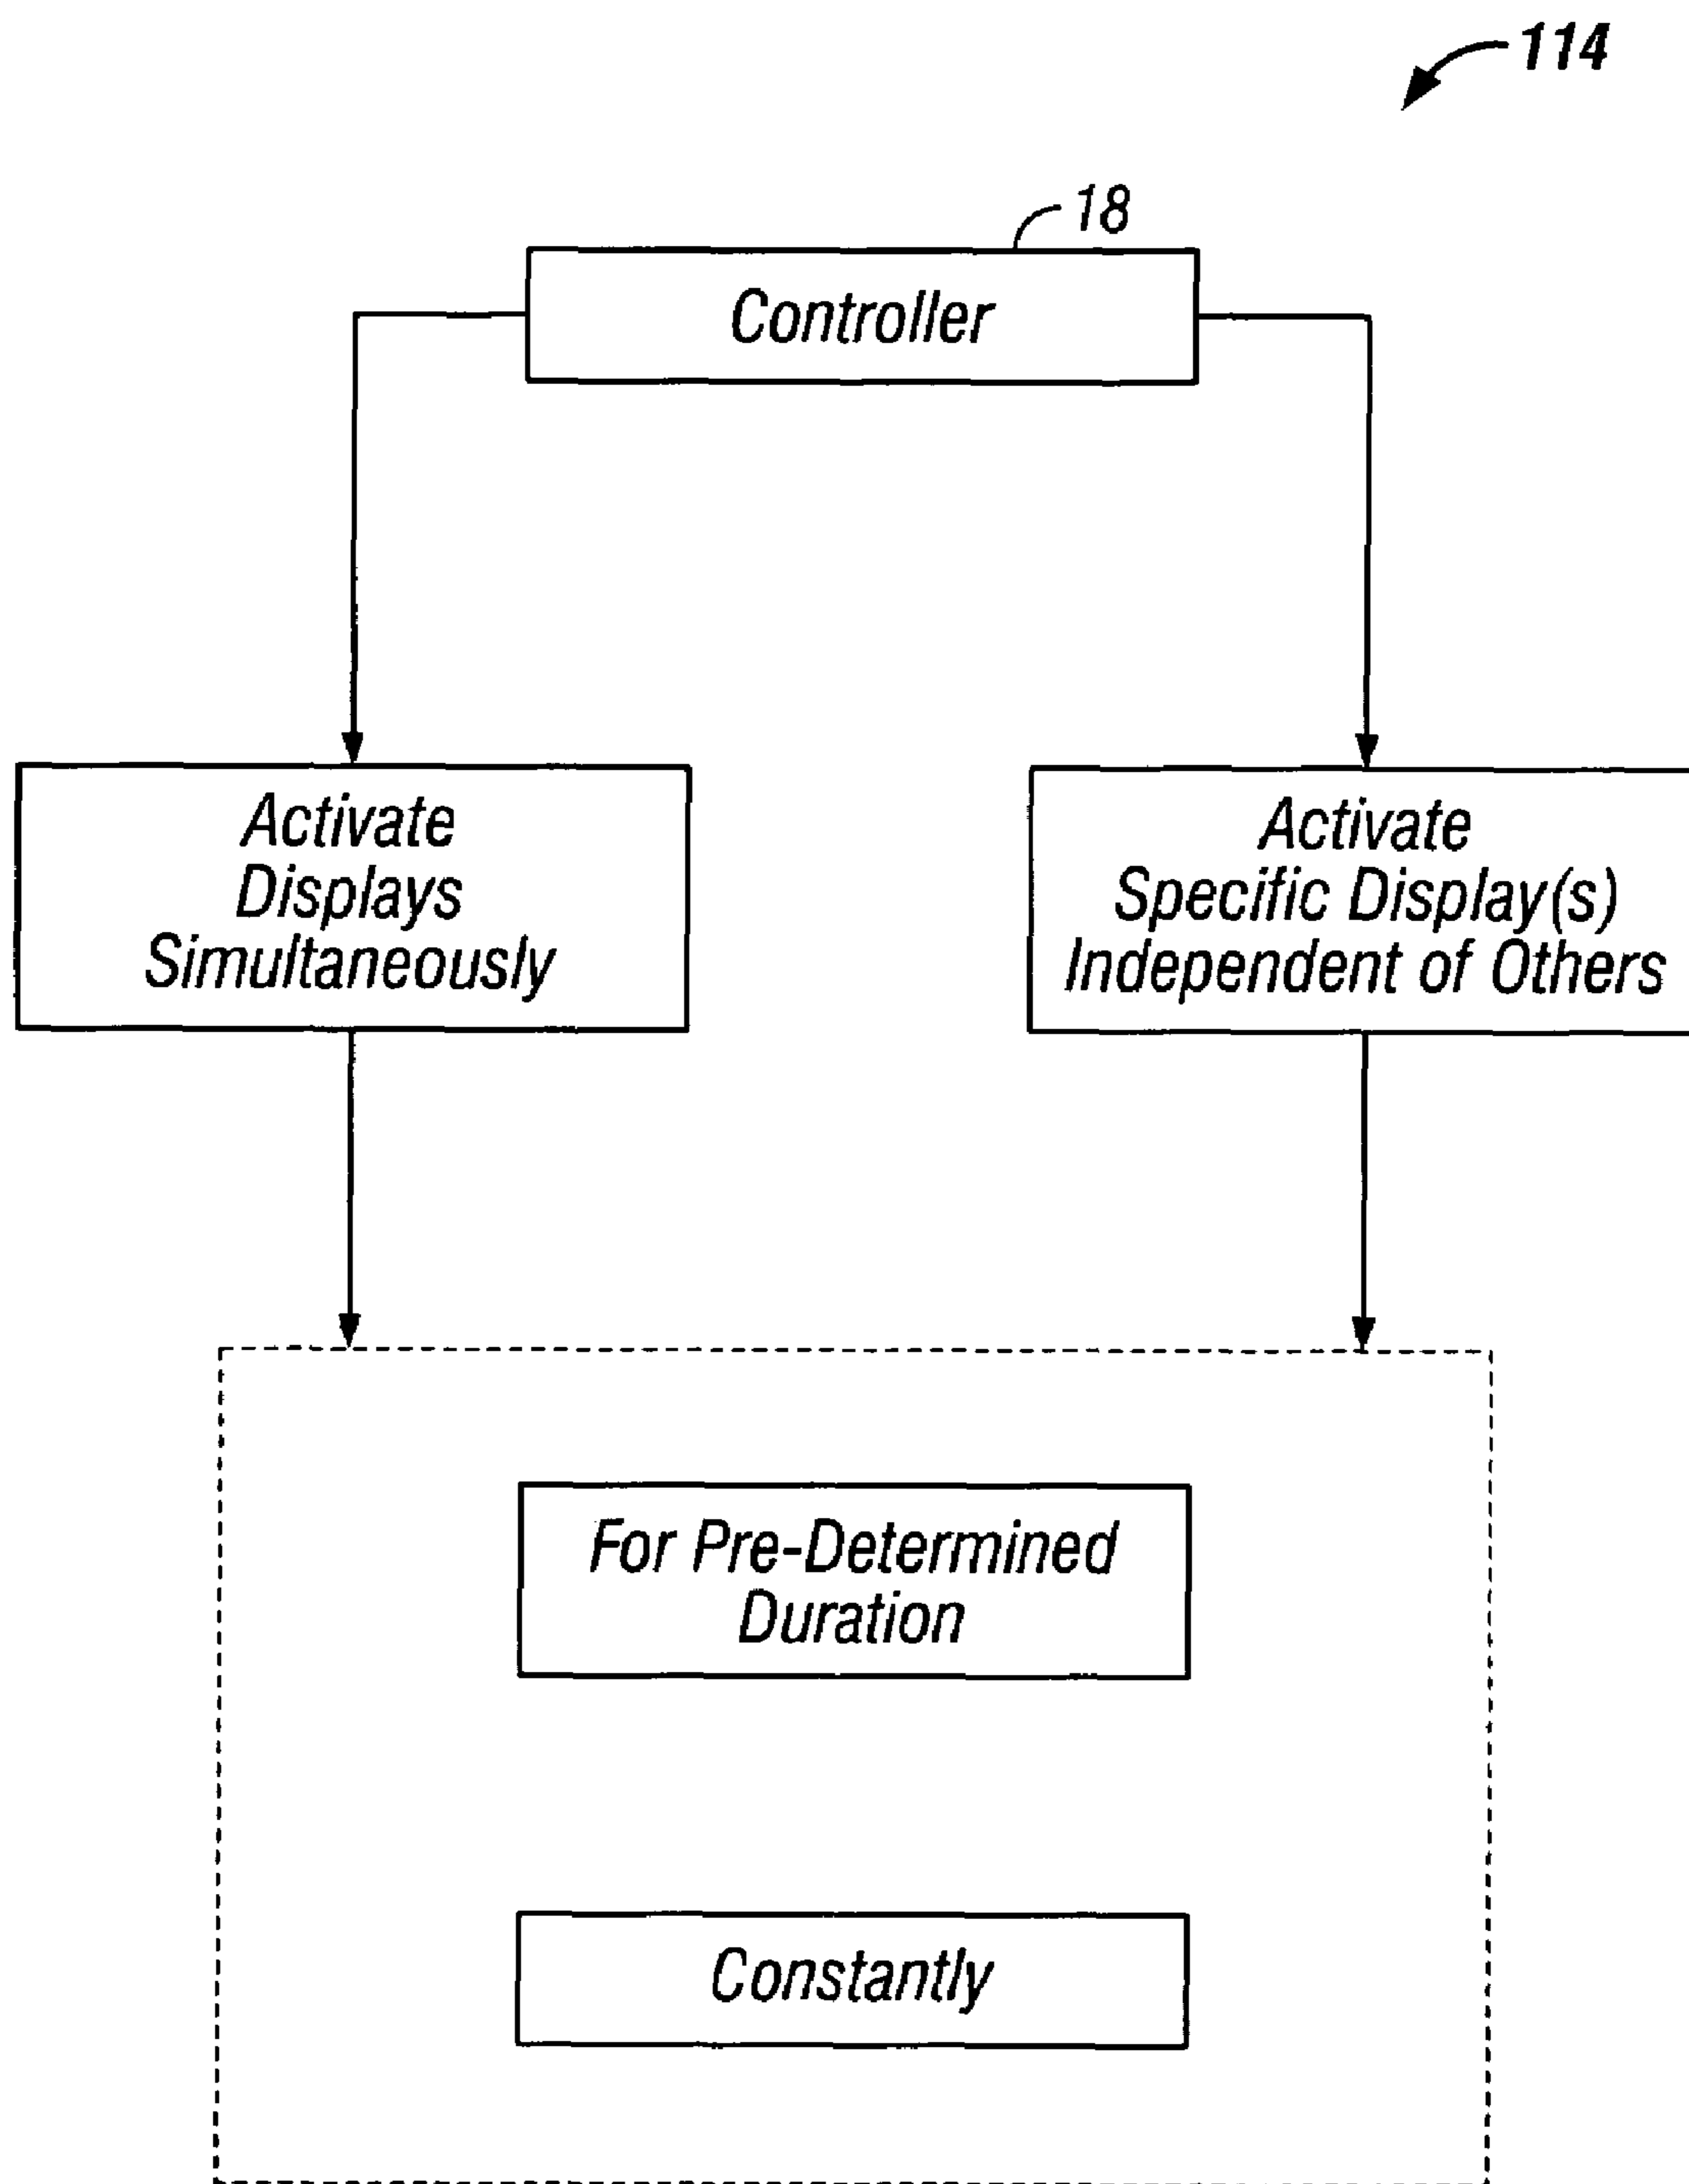 114
18
Controller
Activate
Displays
Simultaneously
Activate
Specific Display(s)
Independent of Others
For Pre-Determined
Duration
Constantly